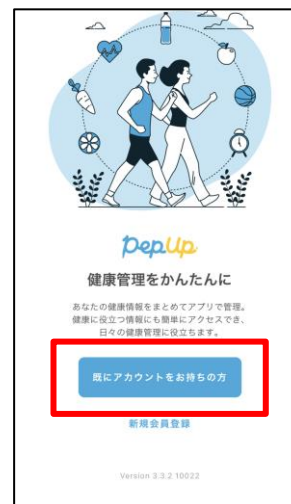 PepUp
健康管理をかんたんに
あなたの健康情報をまとめてアプリで管理。
健康に役立つ情報にも簡単にアクセスでき、
日々の健康管理に役立ちます。
既にアカウントをお持ちの方
新規会員登録
Version 3.3.2 10022